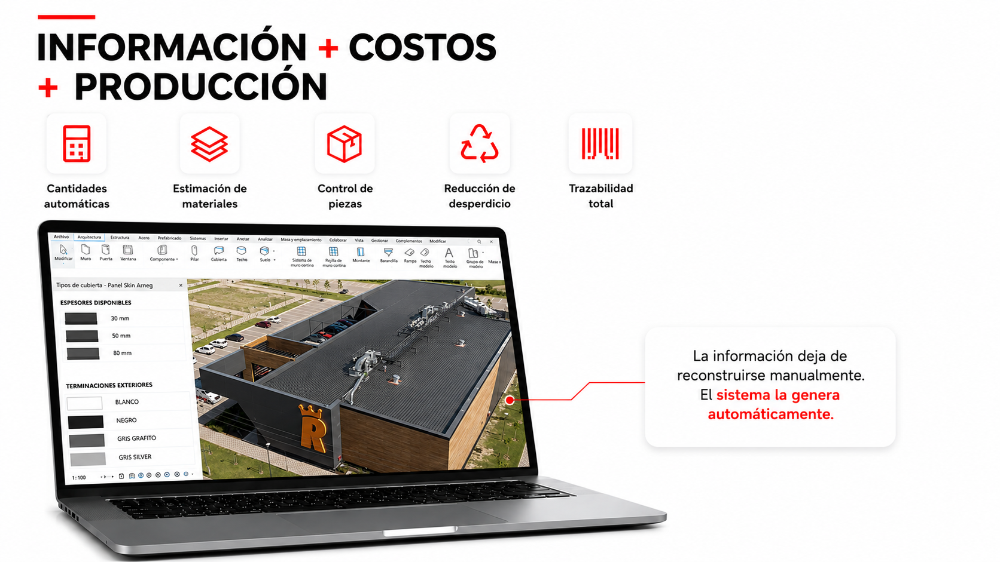 INFORMACIÓN + COSTOS
+ PRODUCCIÓN
Cantidades
automáticas
Estimación de
materiales
Control de
piezas
Reducción de
desperdicio
Trazabilidad
total
Archivo Arquitectura Estructura Acero Prefabricado Sistemas Insertar Anotar Analizar Masa y emplazamiento Colaborar Vista Gestionar Complementos Modificar
Modificar
Muro
Puerta
Ventana
Componente
Pilar
Cubierta
Techo
Suelo
Sistema de
muro cortina
Rejilla de
muro cortina
Montante
Barandilla
Rampa
Techo
modelo
Texto
modelo
Grupo de
modelo
Masa
Tipos de cubierta - Panel Skin Arneg
ESPESORES DISPONIBLES
30 mm
50 mm
80 mm
TERMINACIONES EXTERIORES
BLANCO
NEGRO
GRIS GRAFITO
GRIS SILVER
1:100
R
La información deja de
reconstruirse manualmente.
El sistema la genera
automáticamente.